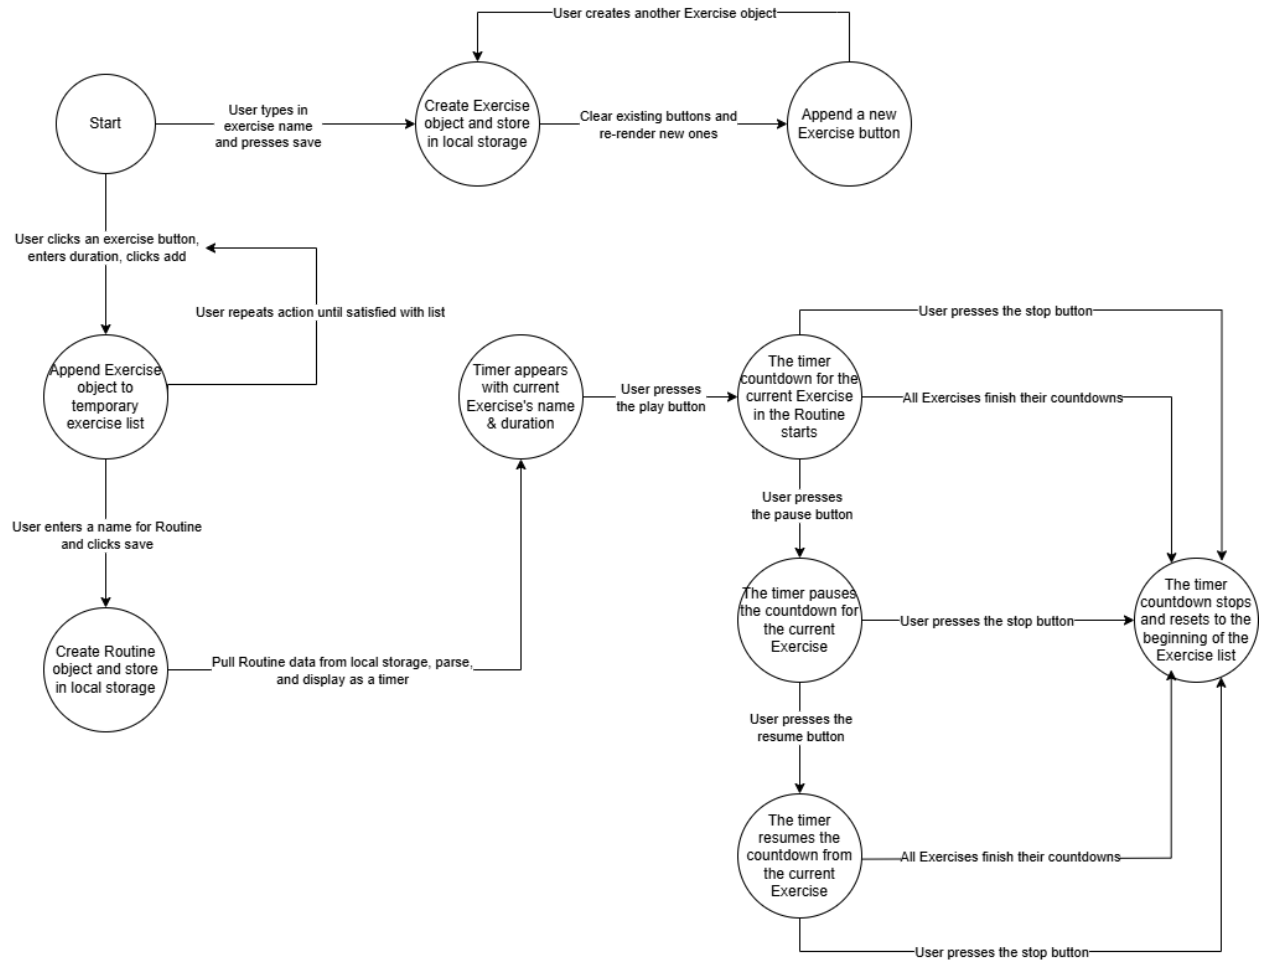 User creates another Exercise object
Start
User types in
exercise name
and presses save
Create Exercise
object and store
in local storage
Clear existing buttons and
re-render new ones
Append a new
Exercise button
User clicks an exercise button,
enters duration, clicks add
User repeats action until satisfied with list
Append Exercise
object to
temporary
exercise list
User enters a name for Routine
and clicks save
Create Routine
object and store
in local storage
Pull Routine data from local storage, parse,
and display as a timer
Timer appears
with current
Exercise's name
& duration
User presses
the play button
The timer
countdown for the
current Exercise
in the Routine
starts
User presses the stop button
All Exercises finish their countdowns
User presses
the pause button
The timer pauses
the countdown for
the current
Exercise
User presses the stop button
The timer
countdown stops
and resets to the
beginning of the
Exercise list
User presses the
resume button
The timer
resumes the
countdown from
the current
Exercise
All Exercises finish their countdowns
User presses the stop button